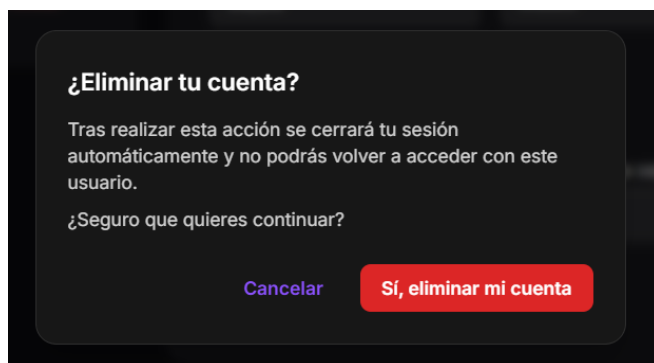 ¿Eliminar tu cuenta?
Tras realizar esta acción se cerrará tu sesión
automáticamente y no podrás volver a acceder con este
usuario.
¿Seguro que quieres continuar?
Cancelar
Sí, eliminar mi cuenta